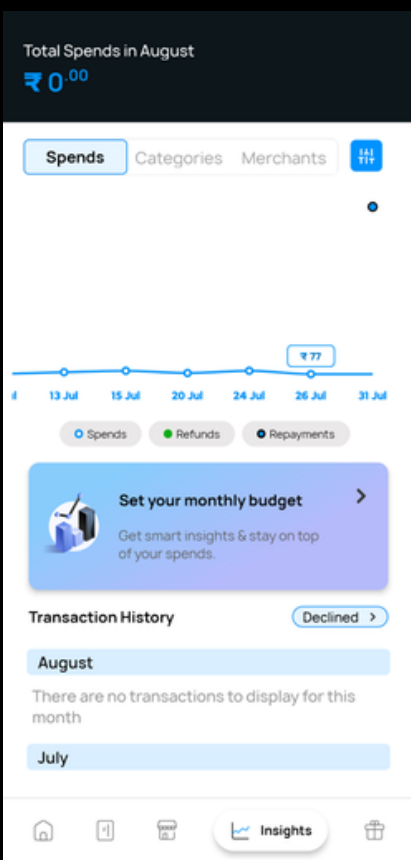 Total Spends in August
₹ 0.00
Spends Categories Merchants
₹ 77
13 Jul 15 Jul 20 Jul 24 Jul 26 Jul 31 Jul
Spends Refunds Repayments
Set your monthly budget
Get smart insights & stay on top
of your spends.
Transaction History Declined
August
There are no transactions to display for this
month
July
Insights